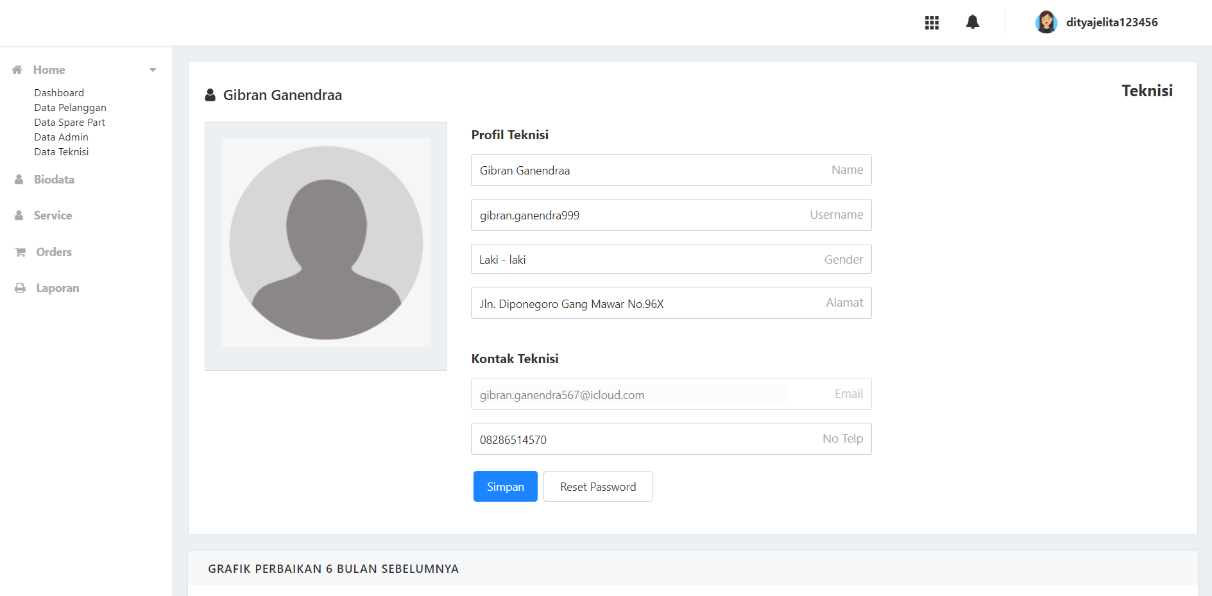 dityajelita123456
Home
Dashboard
Data Pelanggan
Data Spare Part
Data Admin
Data Teknisi
Biodata
Service
Orders
Laporan
Gibran Ganendraa
Teknisi
Profil Teknisi
Gibran Ganendraa Name
gibran.ganendra999 Username
Laki - laki Gender
Jln. Diponegoro Gang Mawar No.96X Alamat
Kontak Teknisi
gibran.ganendra567@icloud.com Email
08286514570 No Telp
Simpan Reset Password
GRAFIK PERBAIKAN 6 BULAN SEBELUMNYA